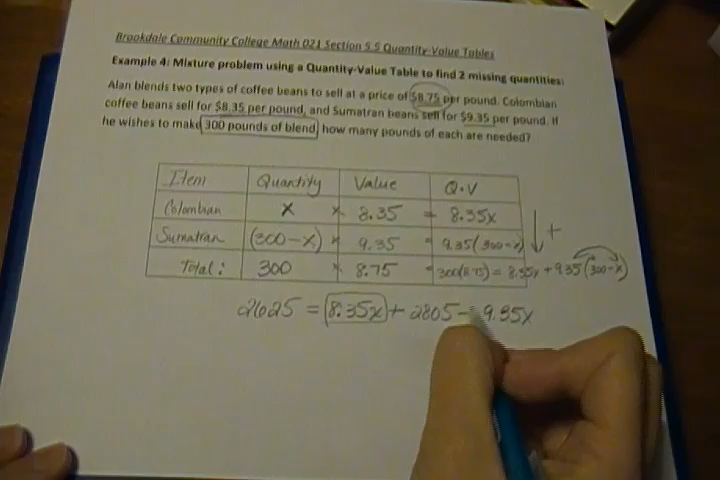 Brookdale Community College Math 021 Section 5.5 Quantity-Value Tables
Example 4: Mixture problem using a Quantity-Value Table to find 2 missing quantities:
Alan blends two types of coffee beans to sell at a price of $8.75 per pound. Colombian
coffee beans sell for $8.35 per pound, and Sumatran beans sell for $9.35 per pound. If
he wishes to make 300 pounds of blend, how many pounds of each are needed?
Item Quantity Value Q·V
Colombian x × 8.35 = 8.35x
Sumatran (300-x) × 9.35 = 9.35(300-x) +
Total: 300 × 8.75 = 300(8.75) = 8.35x + 9.35(300-x)
2625 = 8.35x + 2805 - 9.35x